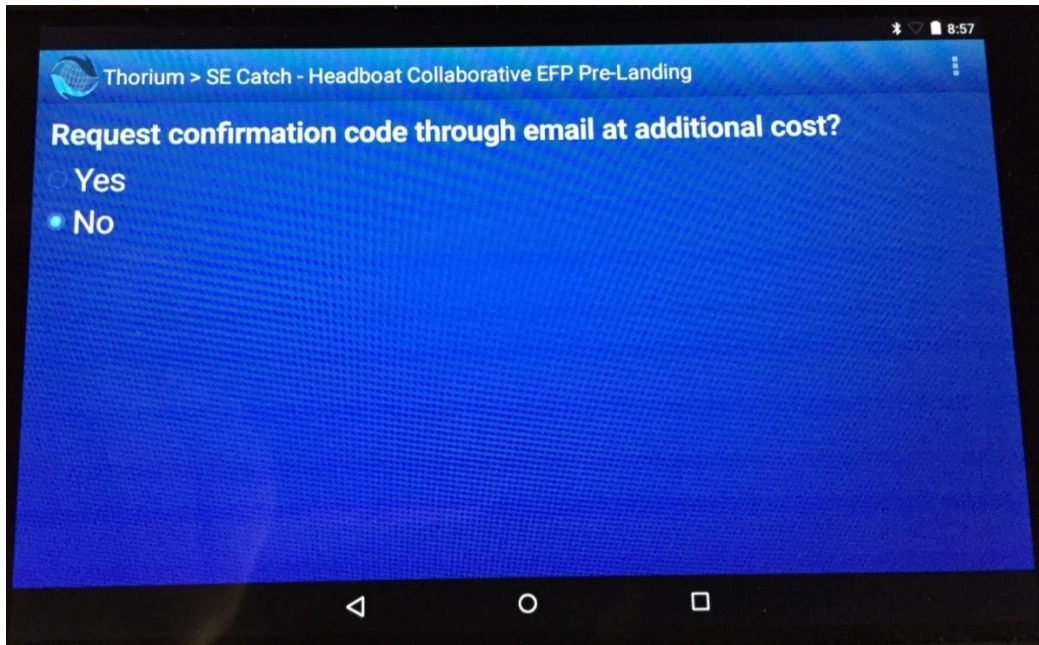 8:57
Thorium > SE Catch - Headboat Collaborative EFP Pre-Landing
Request confirmation code through email at additional cost?
Yes
No